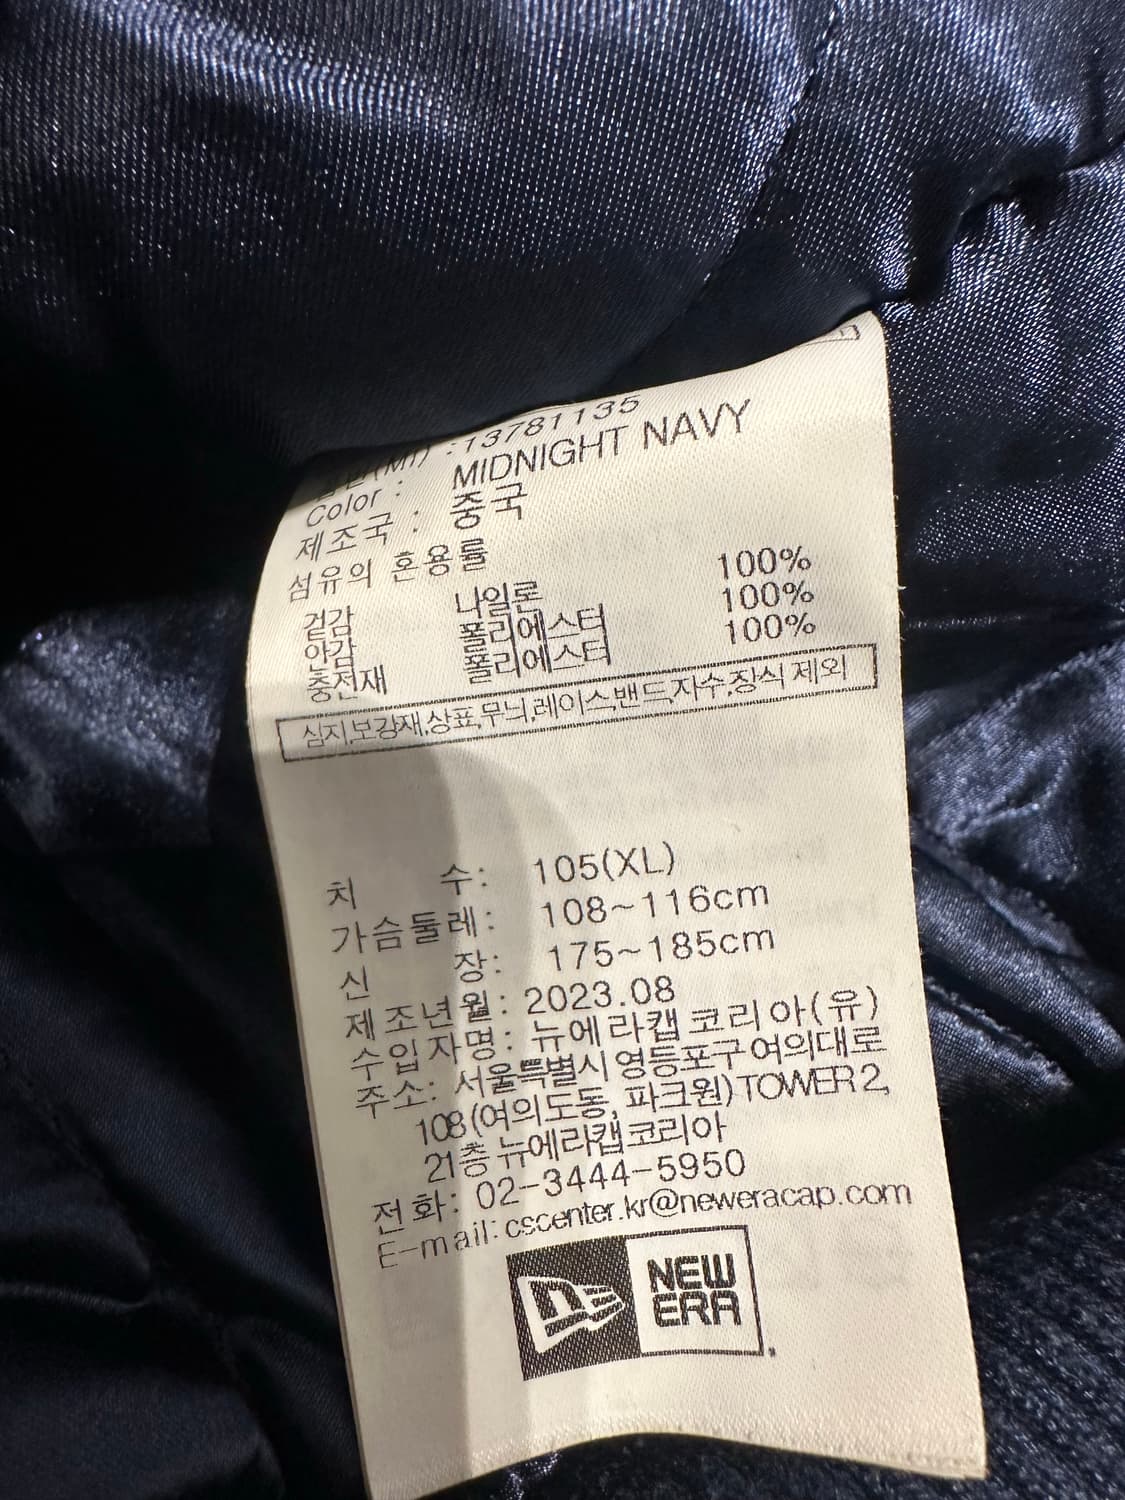 (MI) :13781135
Color : MIDNIGHT NAVY
제조국 : 중국
섬유의 혼용률
겉감 나일론 100%
안감 폴리에스터 100%
충전재 폴리에스터 100%
심지,보강재,상표,무늬,레이스,밴드,자수,장식 제외
치 수: 105(XL)
가슴둘레: 108~116cm
신 장: 175~185cm
제조년월: 2023.08
수입자명: 뉴에라캡코리아(유)
주소: 서울특별시 영등포구 여의대로
108 (여의도동, 파크원) TOWER 2,
21층 뉴에라캡코리아
전화: 02-3444-5950
E-mail: cscenter.kr@neweracap.com
NEW
ERA